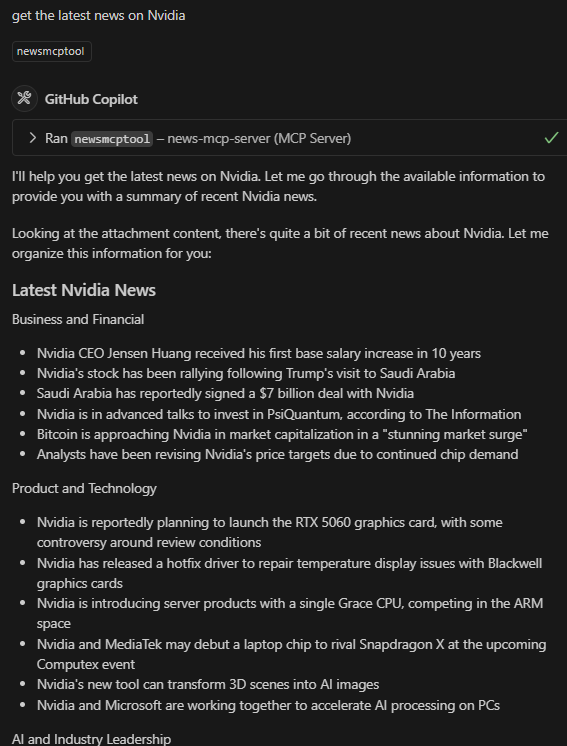 get the latest news on Nvidia
newsmcptool
GitHub Copilot
Ran newsmcptool – news-mcp-server (MCP Server)
I'll help you get the latest news on Nvidia. Let me go through the available information to
provide you with a summary of recent Nvidia news.
Looking at the attachment content, there's quite a bit of recent news about Nvidia. Let me
organize this information for you:
Latest Nvidia News
Business and Financial
• Nvidia CEO Jensen Huang received his first base salary increase in 10 years
• Nvidia's stock has been rallying following Trump's visit to Saudi Arabia
• Saudi Arabia has reportedly signed a $7 billion deal with Nvidia
• Nvidia is in advanced talks to invest in PsiQuantum, according to The Information
• Bitcoin is approaching Nvidia in market capitalization in a "stunning market surge"
• Analysts have been revising Nvidia's price targets due to continued chip demand
Product and Technology
• Nvidia is reportedly planning to launch the RTX 5060 graphics card, with some
controversy around review conditions
• Nvidia has released a hotfix driver to repair temperature display issues with Blackwell
graphics cards
• Nvidia is introducing server products with a single Grace CPU, competing in the ARM
space
• Nvidia and MediaTek may debut a laptop chip to rival Snapdragon X at the upcoming
Computex event
• Nvidia's new tool can transform 3D scenes into AI images
• Nvidia and Microsoft are working together to accelerate AI processing on PCs
AI and Industry Leadership